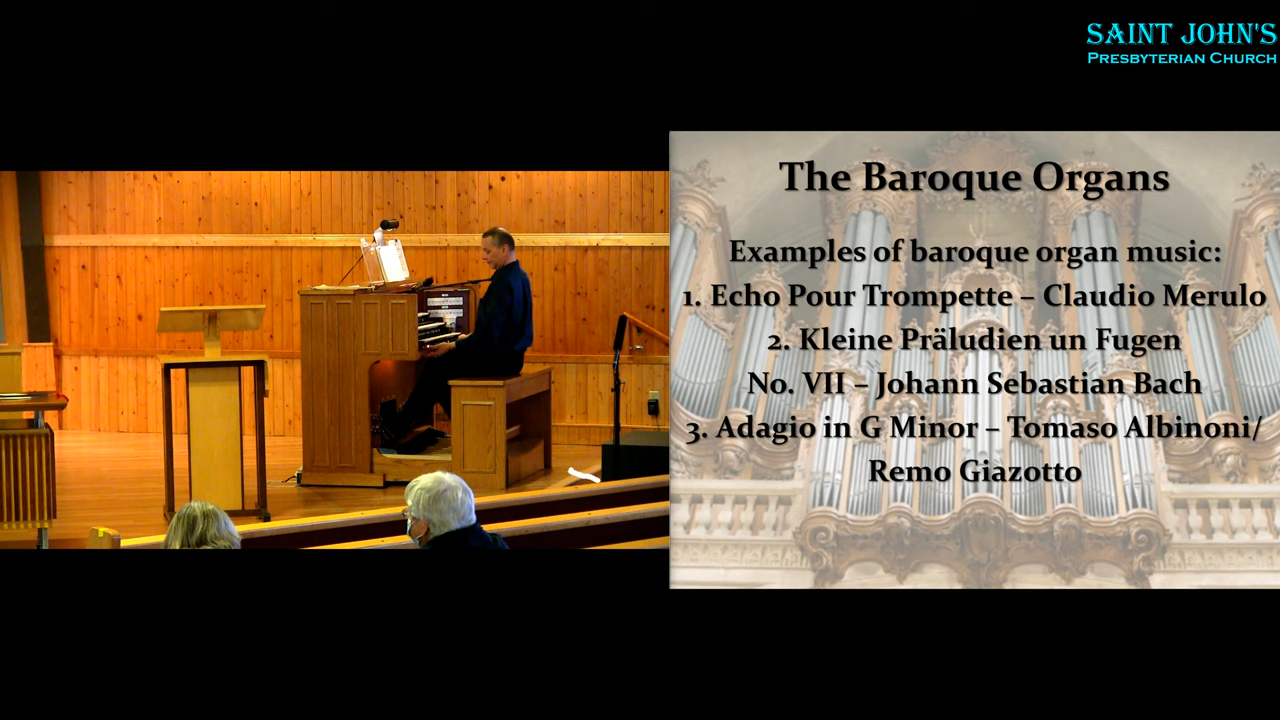 SAINT JOHN'S
PRESBYTERIAN CHURCH
The Baroque Organs
Examples of baroque organ music:
1. Echo Pour Trompette – Claudio Merulo
2. Kleine Präludien un Fugen
No. VII – Johann Sebastian Bach
3. Adagio in G Minor – Tomaso Albinoni/
Remo Giazotto